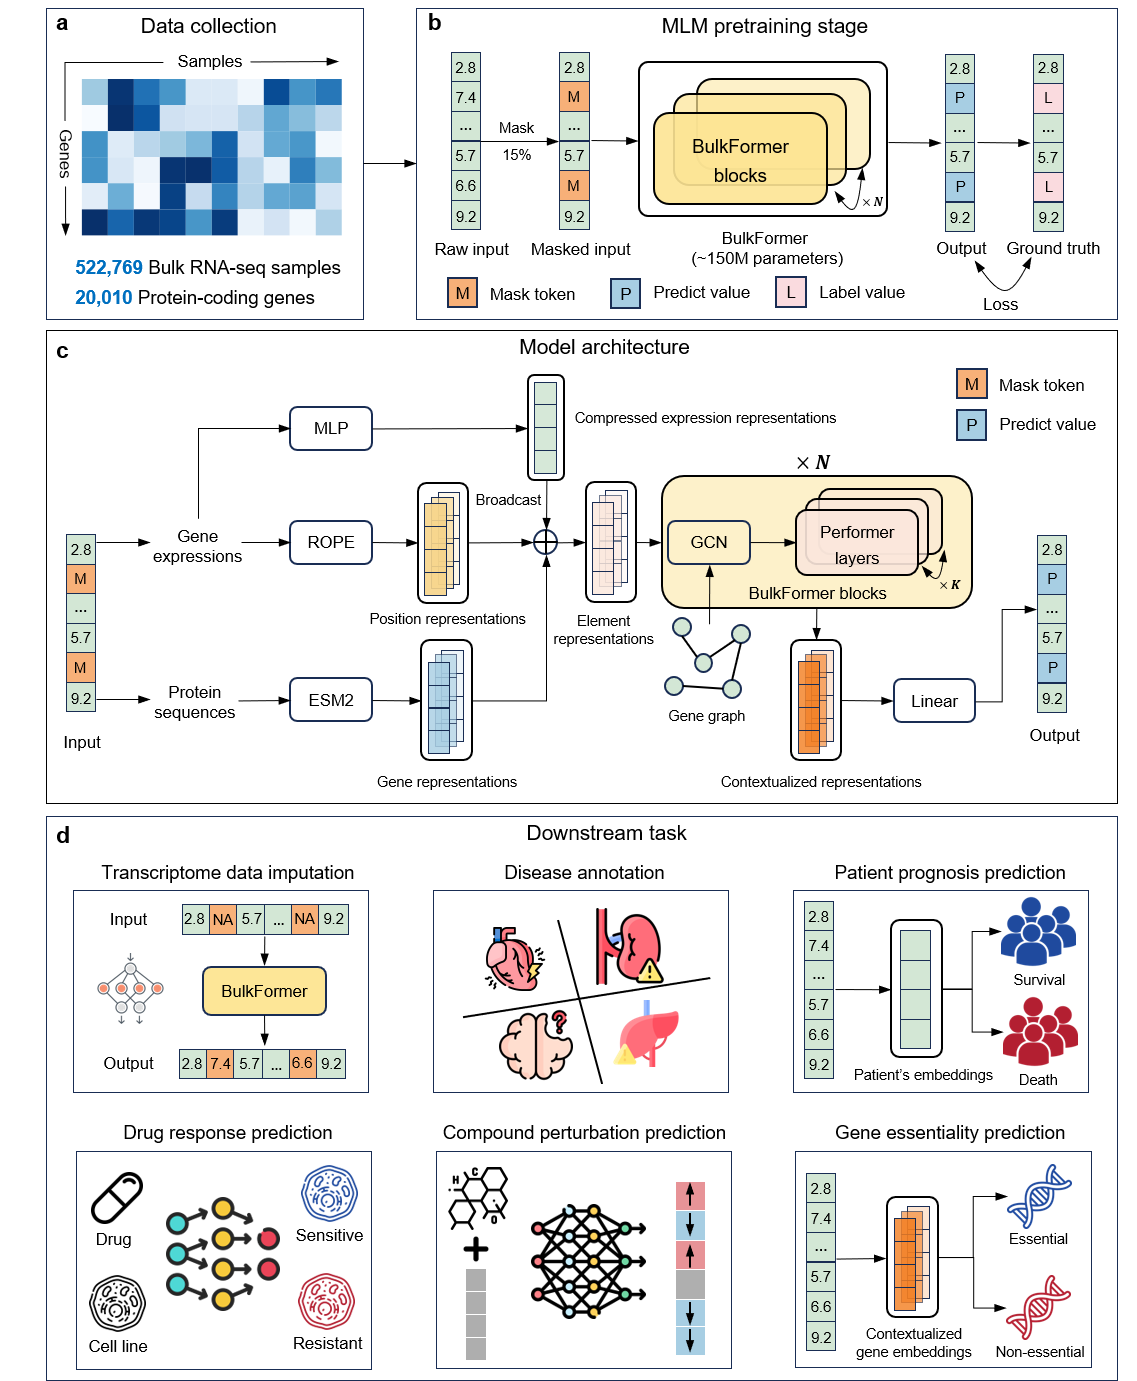 a
Data collection
Samples
Genes
522,769 Bulk RNA-seq samples
20,010 Protein-coding genes
b
MLM pretraining stage
2.8
7.4
...
5.7
6.6
9.2
Raw input
Mask
15%
2.8
M
...
5.7
M
9.2
Masked input
BulkFormer
blocks
×N
BulkFormer
(~150M parameters)
2.8
P
...
5.7
P
9.2
Output
2.8
L
...
5.7
L
9.2
Ground truth
Loss
M Mask token
P Predict value
L Label value
c
Model architecture
M Mask token
P Predict value
MLP
Compressed expression representations
Broadcast
2.8
M
...
5.7
M
9.2
Input
Gene
expressions
ROPE
Position representations
Element
representations
× N
GCN
Performer
layers
× K
BulkFormer blocks
Gene graph
Protein
sequences
ESM2
Gene representations
Contextualized representations
Linear
2.8
P
...
5.7
P
9.2
Output
d
Downstream task
Transcriptome data imputation
Input
2.8 NA 5.7 ... NA 9.2
BulkFormer
Output
2.8 7.4 5.7 ... 6.6 9.2
Disease annotation
?
Patient prognosis prediction
2.8
7.4
...
5.7
6.6
9.2
Patient's embeddings
Survival
Death
Drug response prediction
Drug
Cell line
Sensitive
Resistant
Compound perturbation prediction
H
C
O
Gene essentiality prediction
2.8
7.4
...
5.7
6.6
9.2
Contextualized
gene embeddings
Essential
Non-essential